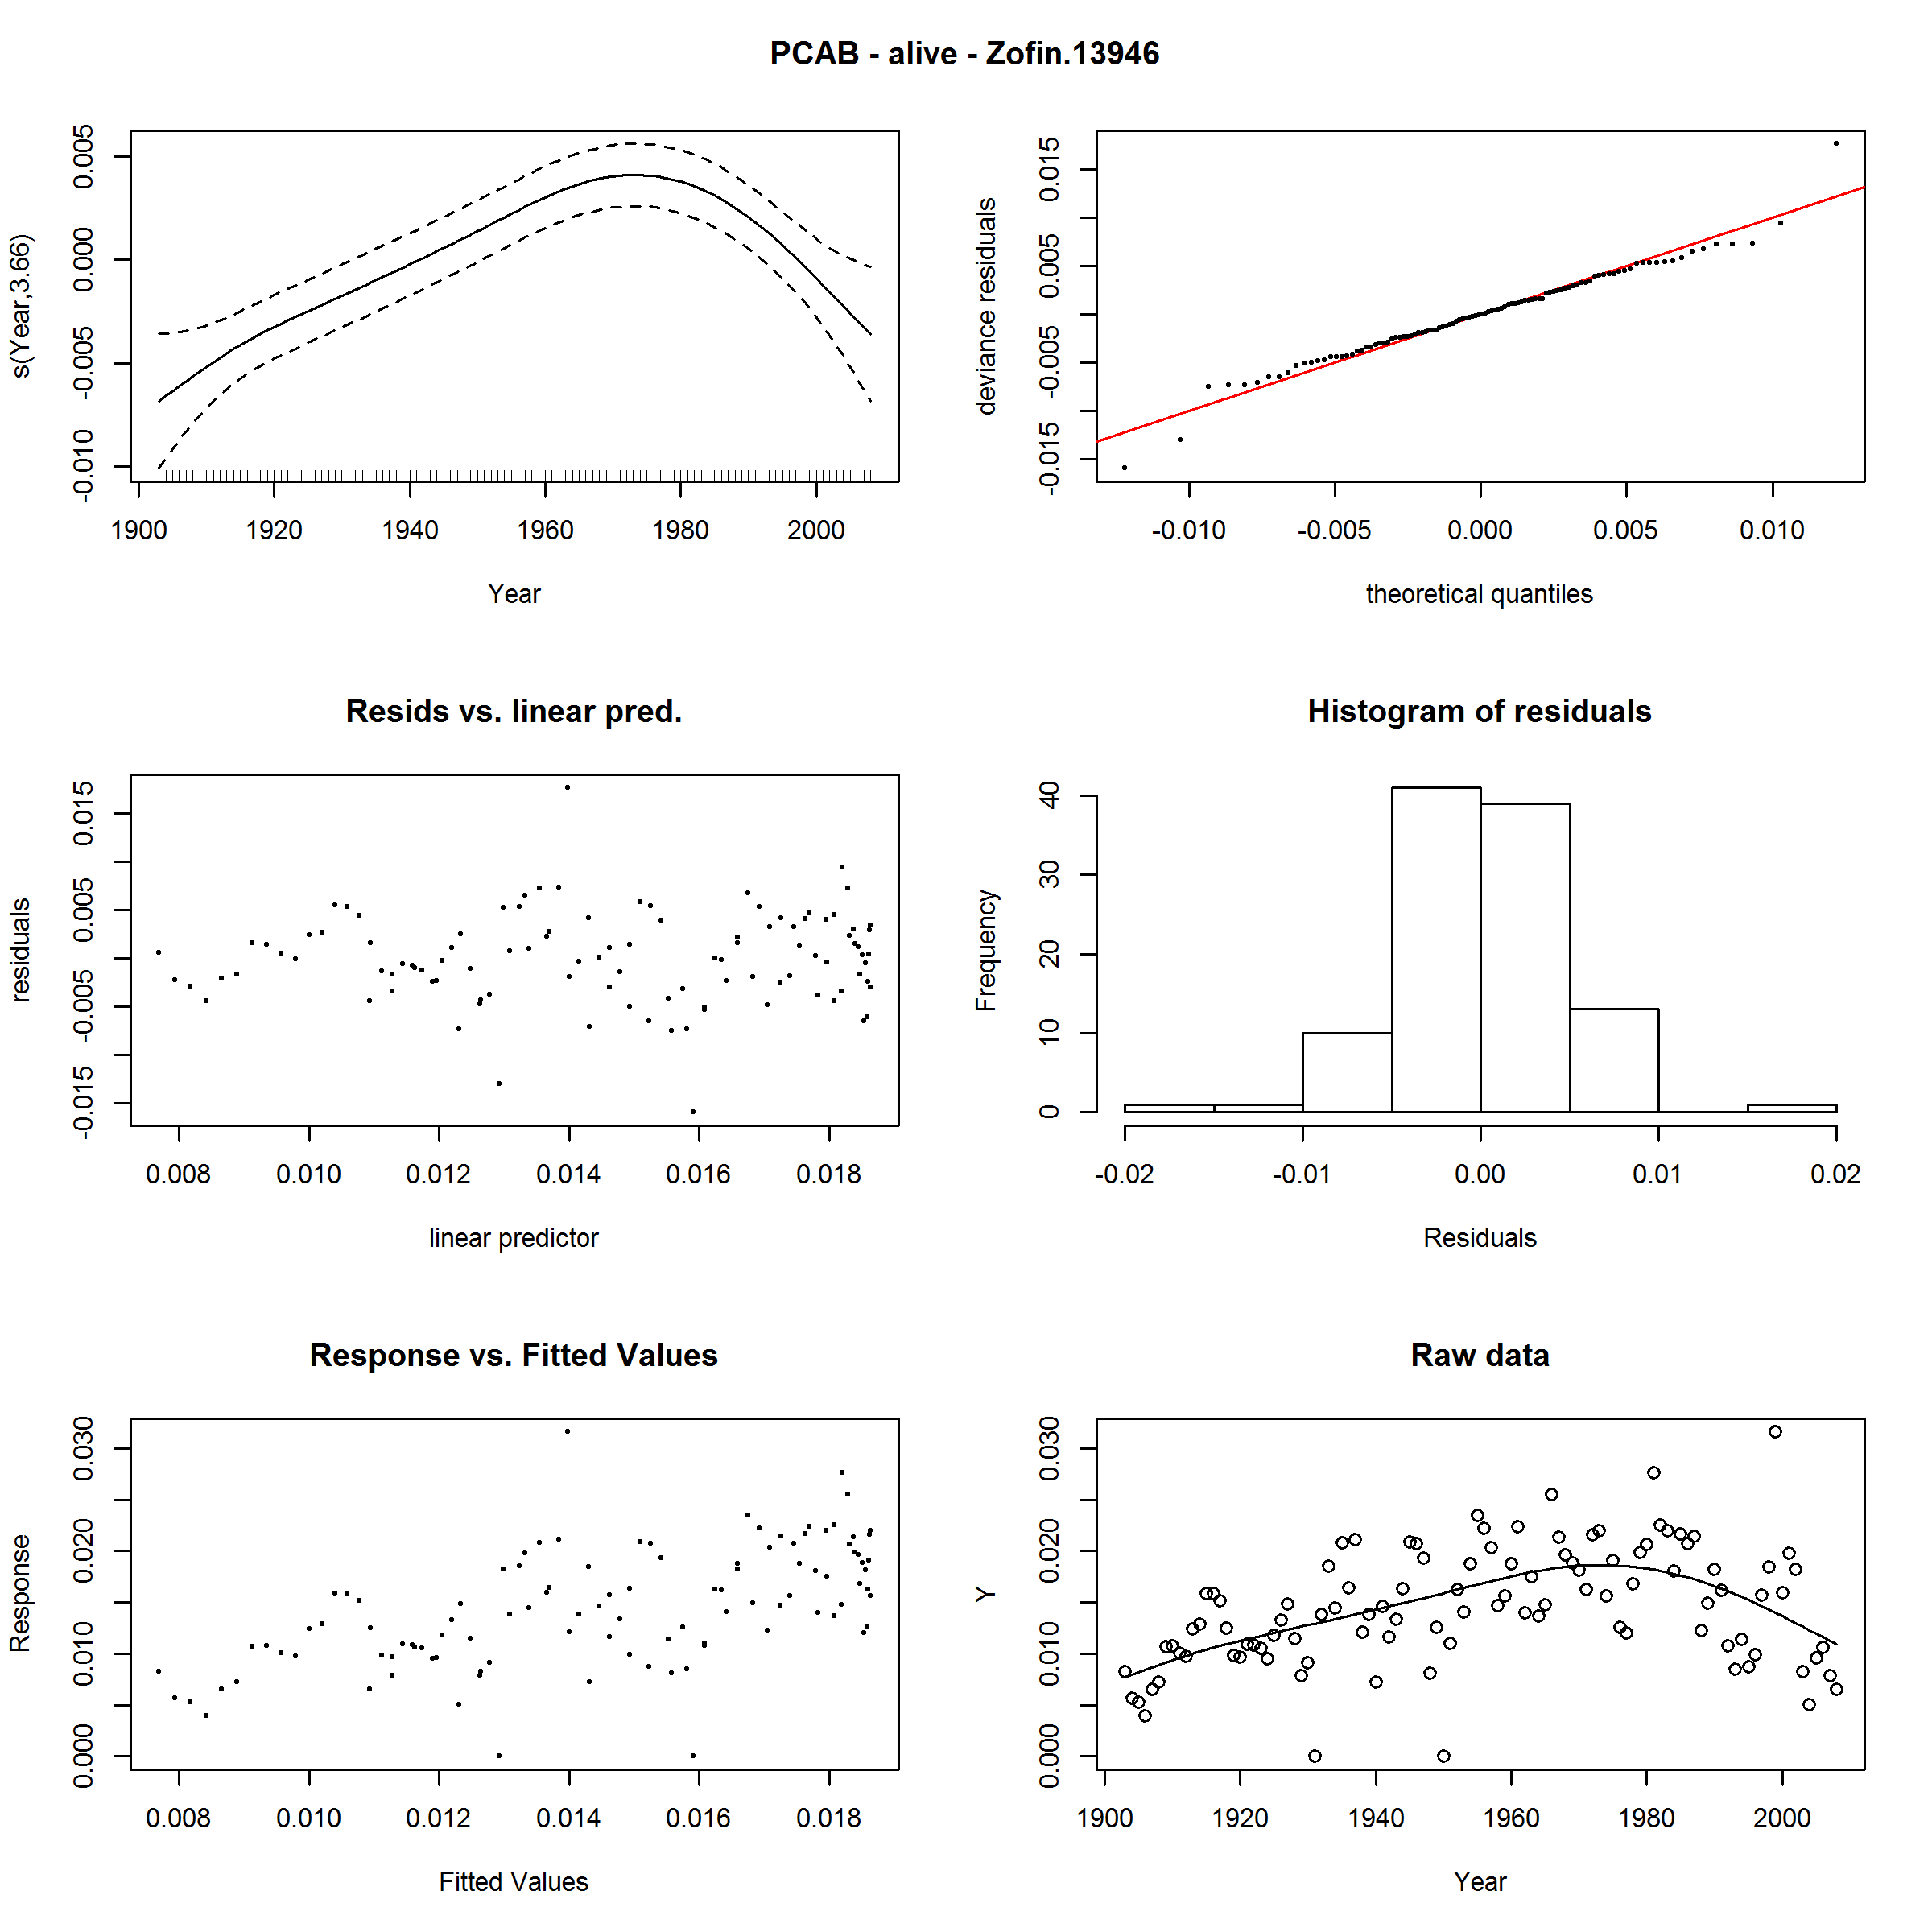 PCAB - alive - Zofin.13946
s(Year,3.66)
-0.010 -0.005 0.000 0.005
1900 1920 1940 1960 1980 2000
Year
deviance residuals
-0.015 -0.005 0.005 0.015
-0.010 -0.005 0.000 0.005 0.010
theoretical quantiles
Resids vs. linear pred.
residuals
-0.015 -0.005 0.005 0.015
0.008 0.010 0.012 0.014 0.016 0.018
linear predictor
Histogram of residuals
Frequency
0 10 20 30 40
-0.02 -0.01 0.00 0.01 0.02
Residuals
Response vs. Fitted Values
Response
0.000 0.010 0.020 0.030
0.008 0.010 0.012 0.014 0.016 0.018
Fitted Values
Raw data
Y
0.000 0.010 0.020 0.030
1900 1920 1940 1960 1980 2000
Year